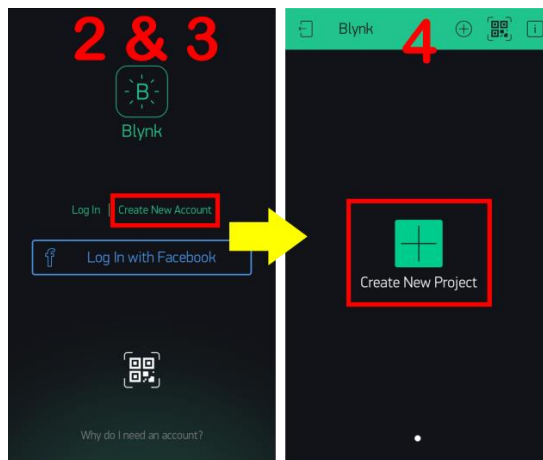 2 & 3
B
Blynk
Log In | Create New Account
f Log In with Facebook
Why do I need an account?
Blynk
4
i
Create New Project